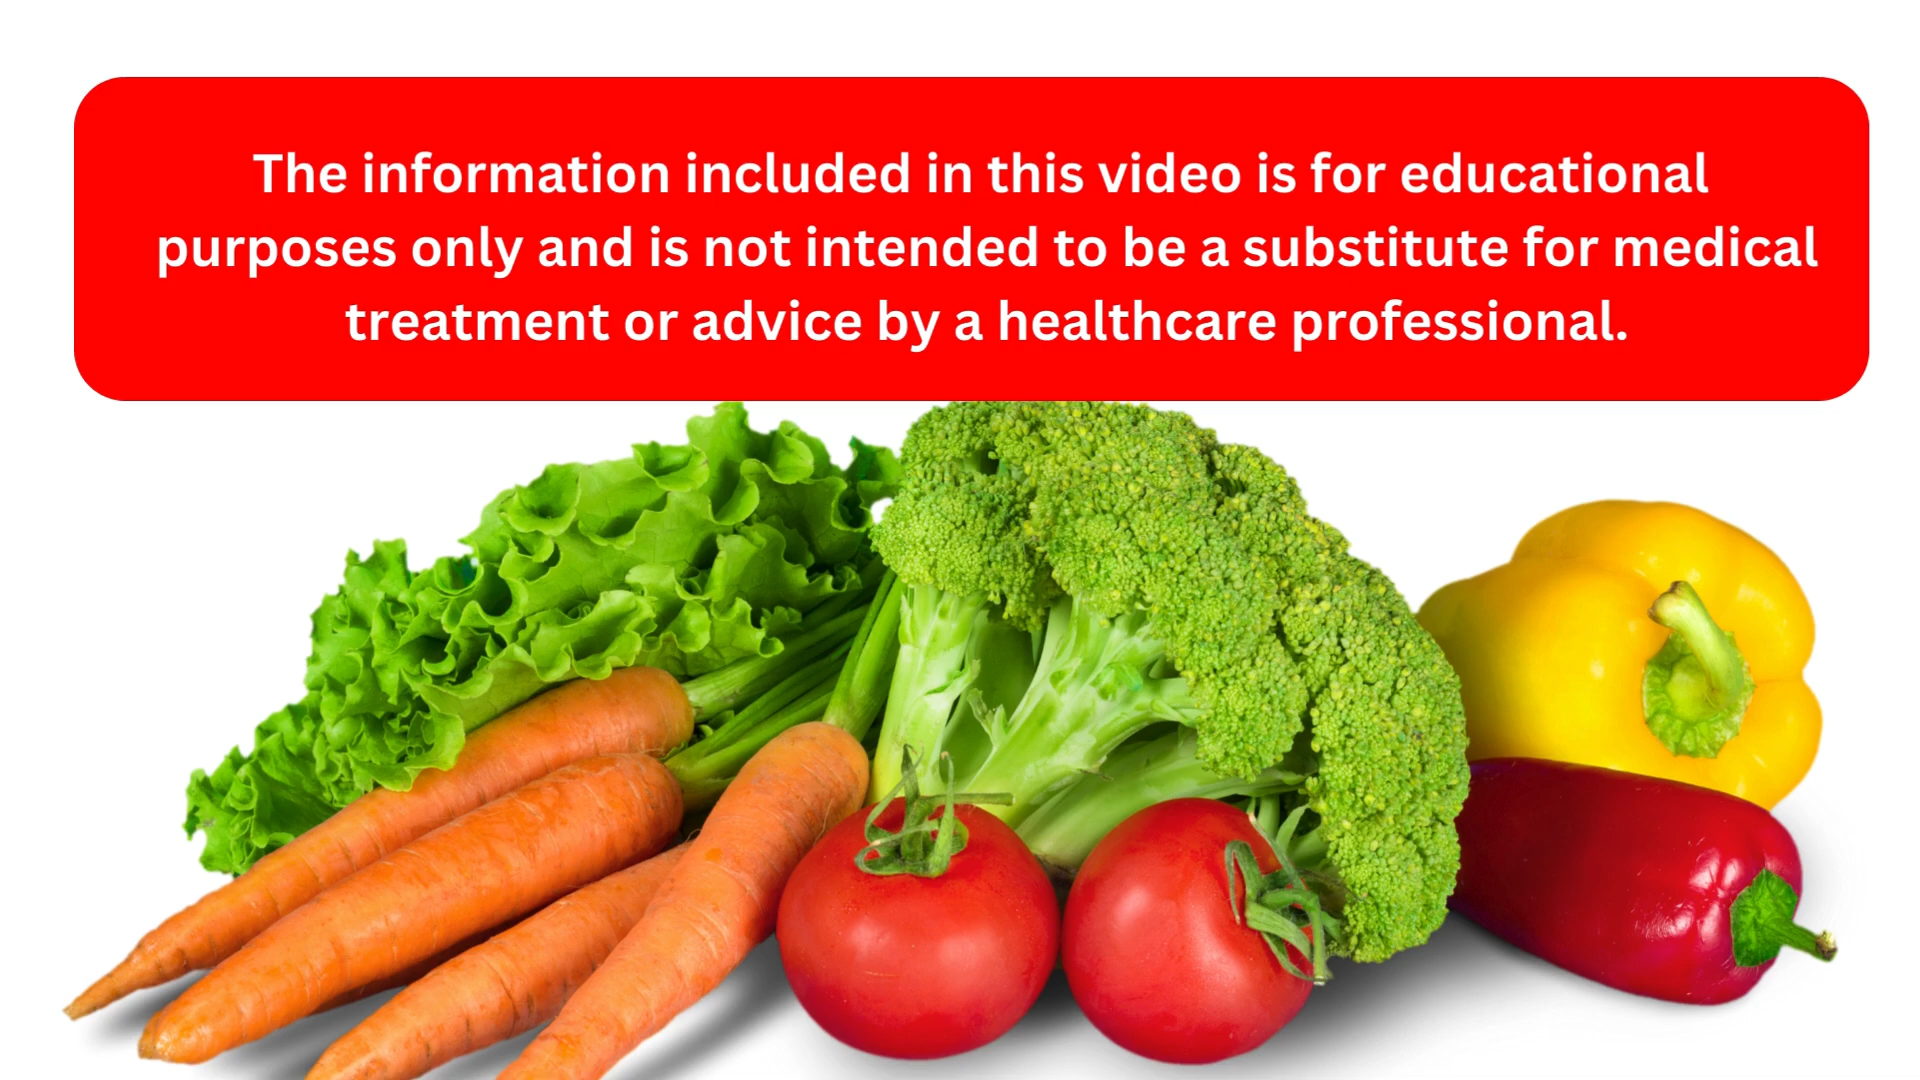 The information included in this video is for educational
purposes only and is not intended to be a substitute for medical
treatment or advice by a healthcare professional.